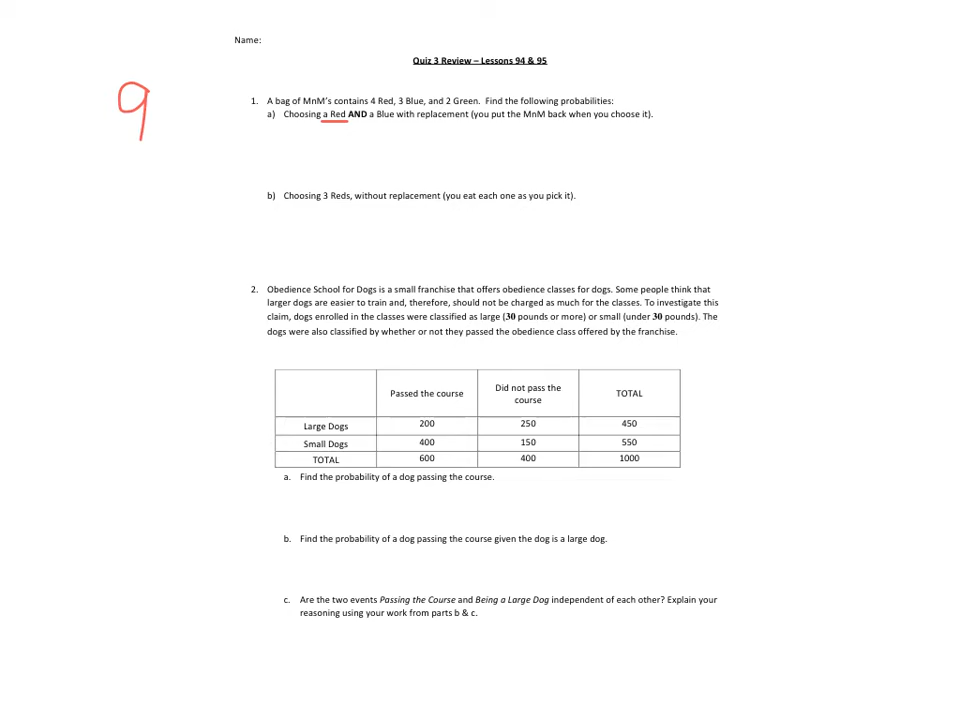 Name:
Quiz 3 Review – Lessons 94 & 95
9
1. A bag of MnM's contains 4 Red, 3 Blue, and 2 Green. Find the following probabilities:
a) Choosing a Red AND a Blue with replacement (you put the MnM back when you choose it).
b) Choosing 3 Reds, without replacement (you eat each one as you pick it).
2. Obedience School for Dogs is a small franchise that offers obedience classes for dogs. Some people think that
larger dogs are easier to train and, therefore, should not be charged as much for the classes. To investigate this
claim, dogs enrolled in the classes were classified as large (30 pounds or more) or small (under 30 pounds). The
dogs were also classified by whether or not they passed the obedience class offered by the franchise.
Passed the course Did not pass the TOTAL
course
Large Dogs 200 250 450
Small Dogs 400 150 550
TOTAL 600 400 1000
a. Find the probability of a dog passing the course.
b. Find the probability of a dog passing the course given the dog is a large dog.
c. Are the two events Passing the Course and Being a Large Dog independent of each other? Explain your
reasoning using your work from parts b & c.